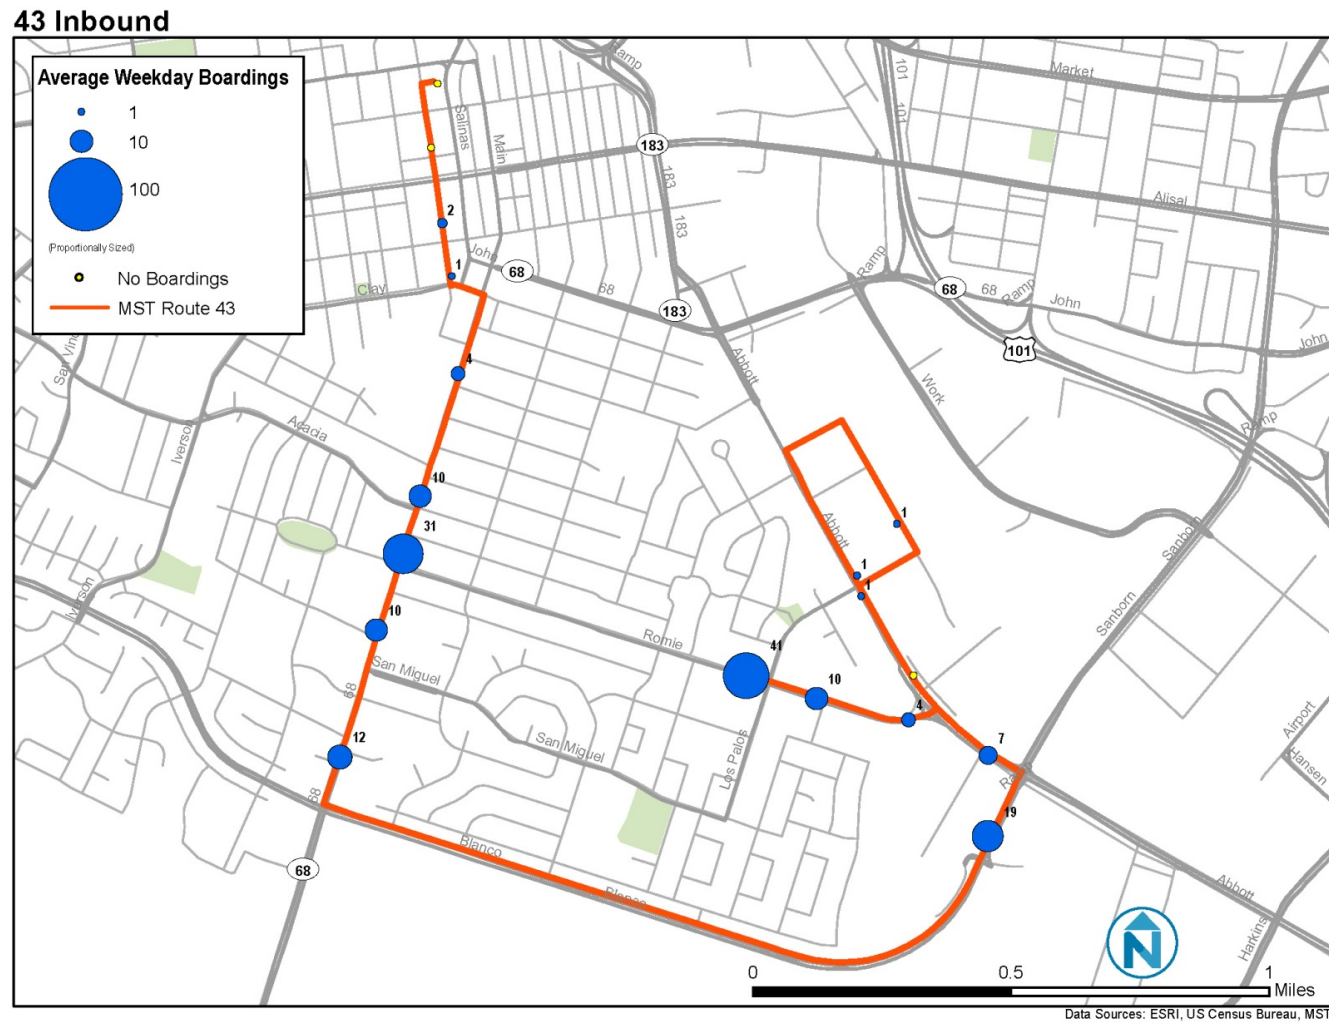 43 Inbound
Average Weekday Boardings
1
10
100
(Proportionally Sized)
No Boardings
MST Route 43
Ramp
Market
101
101
Salinas
Main
183
183
183
Alisal
2
1
John
68
68
183
Ramp
68
68
Ramp
John
101
John
Clay
4
Abbott
Work
Ramp
Acacia
Iverson
40
31
10
Abbott
1
1
1
Sanborn
Sanborn
Iverson
Romie
41
10
4
7
San Miguel
68
San Miguel
Los Palos
12
68
19
Airport
Hansen
Blanco
68
Abbott
Harkins
N
0
0.5
1
Miles
Data Sources: ESRI, US Census Bureau, MST